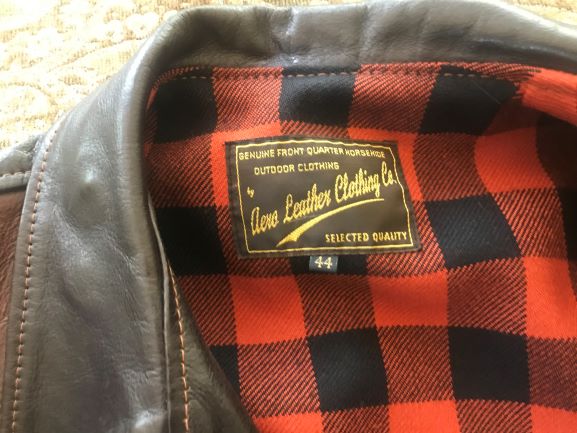 GENUINE FRONT QUARTER HORSEHIDE
OUTDOOR CLOTHING
by
Aero Leather Clothing Co.
SELECTED QUALITY
44